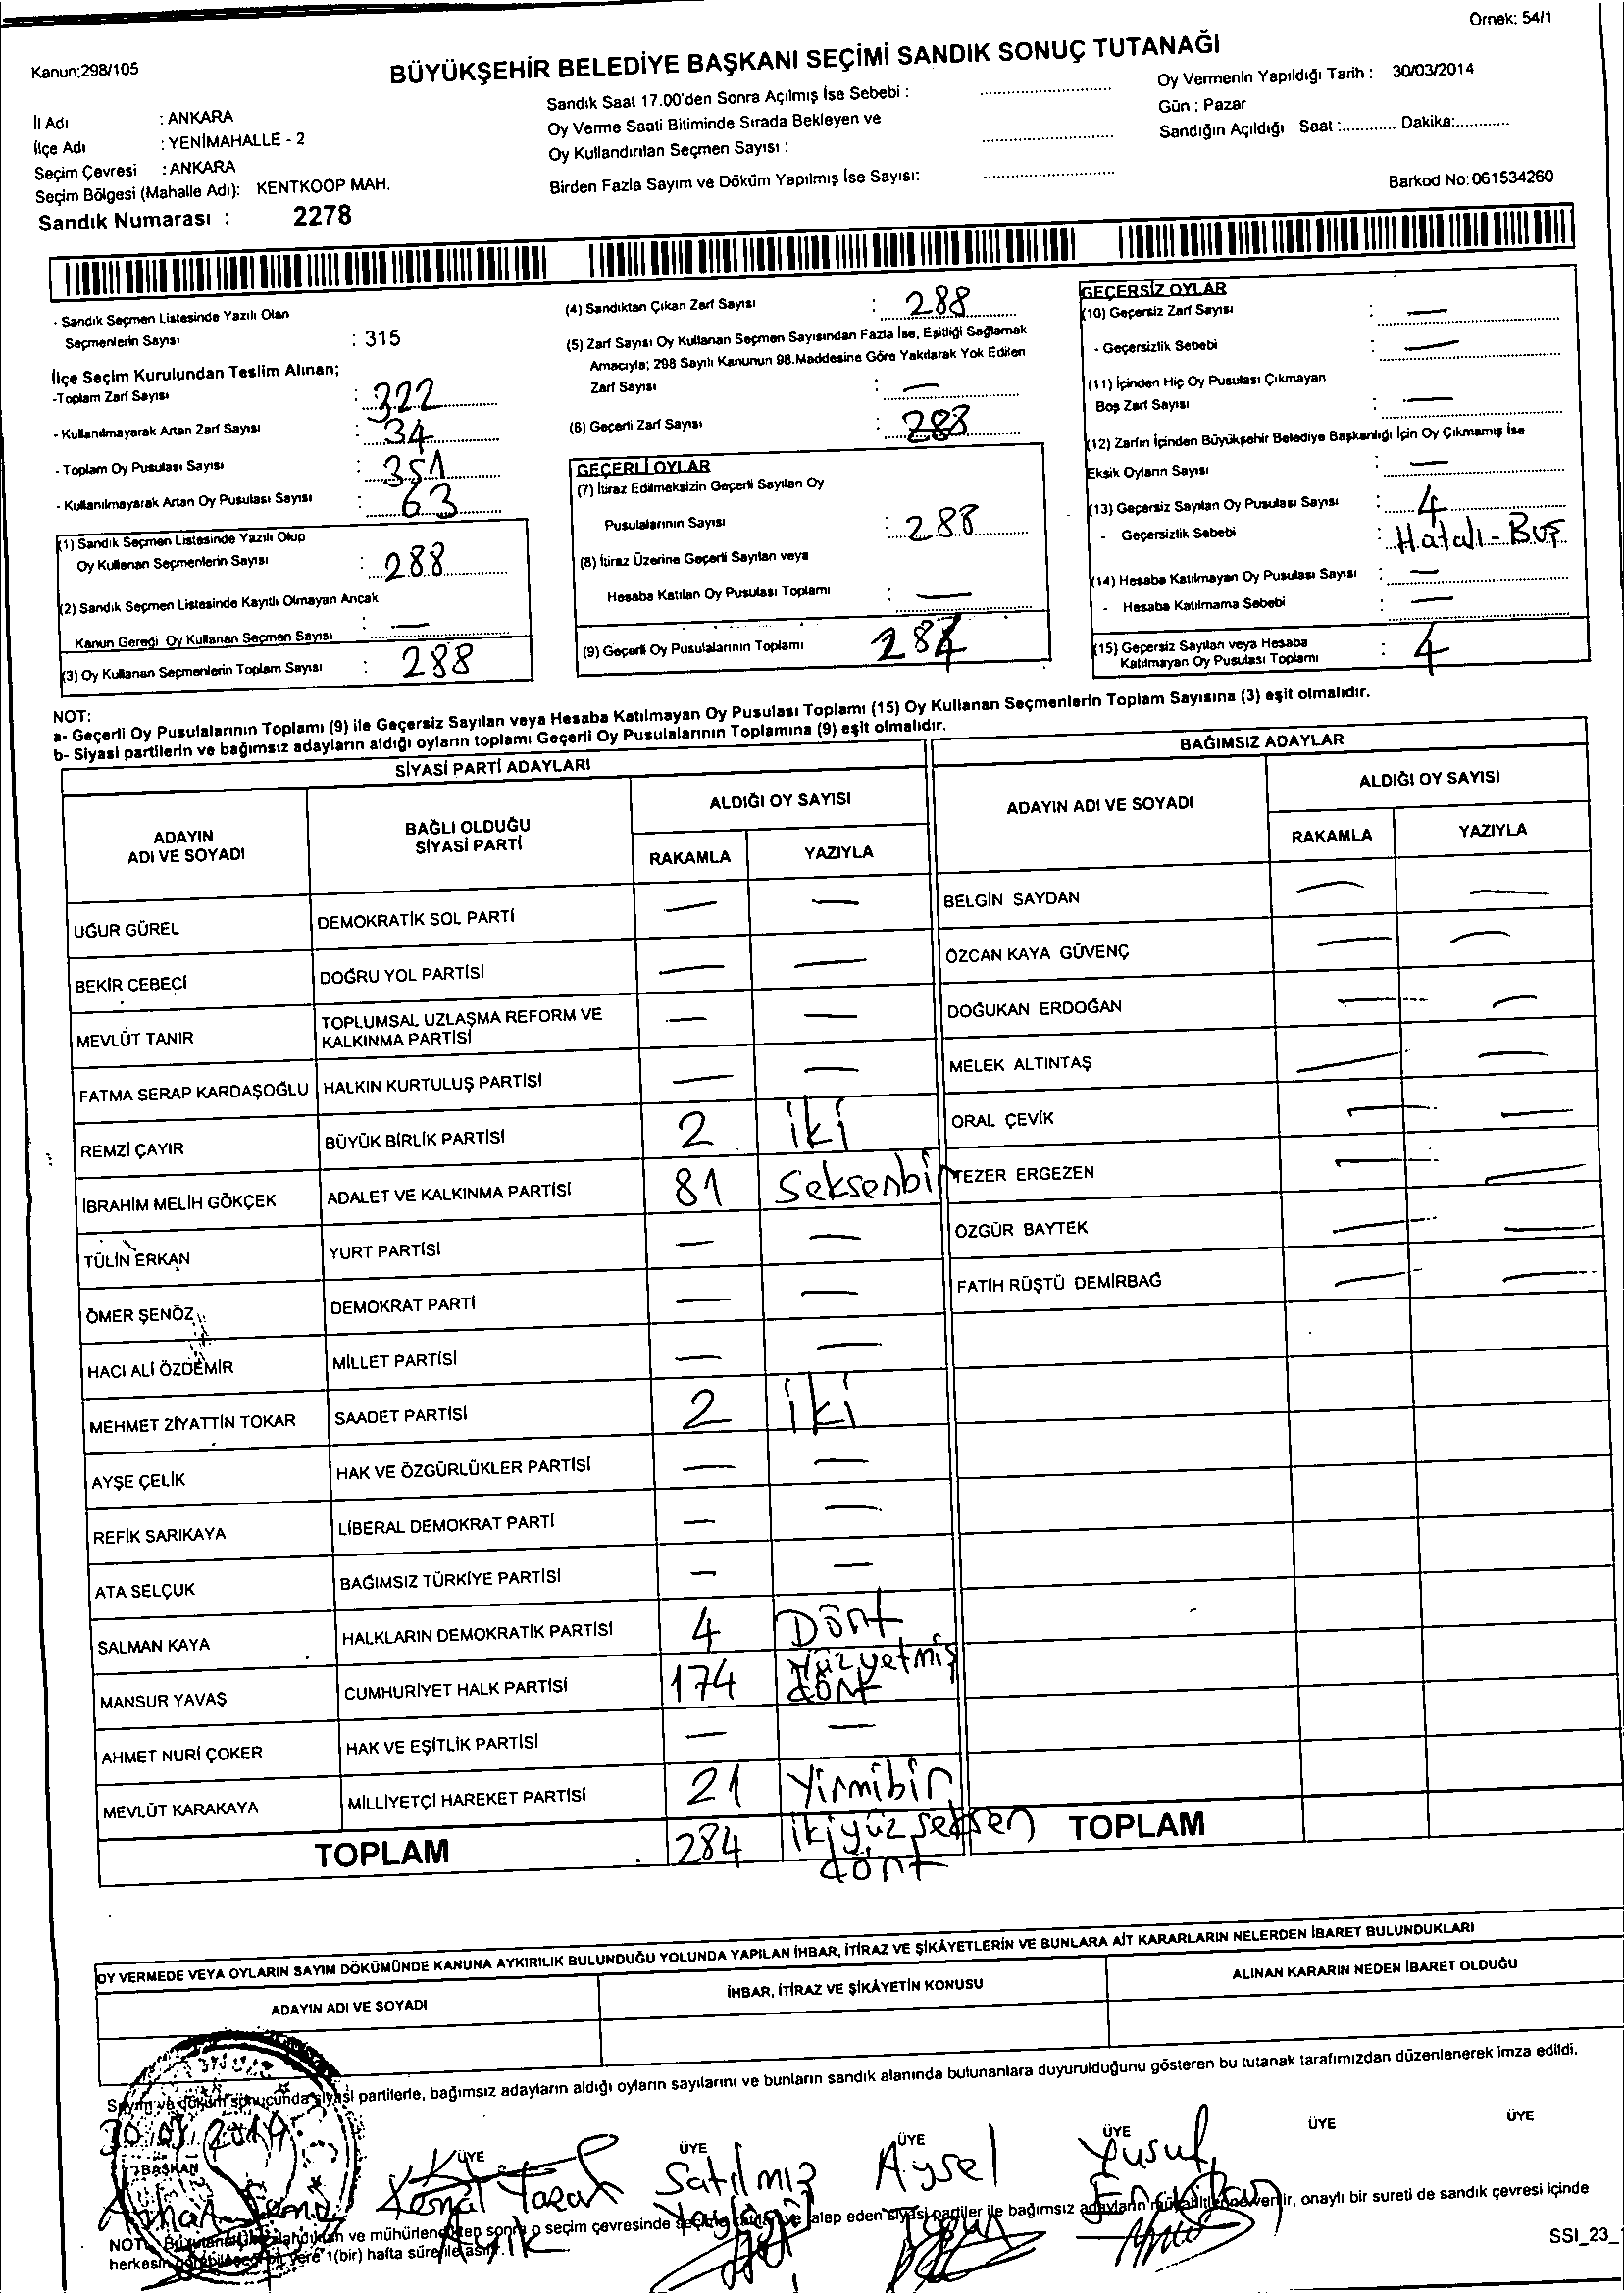 Ornek: 54/1
Kanun;298/105
BÜYÜKŞEHİR BELEDİYE BAŞKANI SEÇİMİ SANDIK SONUÇ TUTANAĞI
İl Adı : ANKARA
İlçe Adı : YENİMAHALLE - 2
Seçim Çevresi : ANKARA
Seçim Bölgesi (Mahalle Adı): KENTKOOP MAH.
Sandık Numarası : 2278
Sandık Saat 17.00'den Sonra Açılmış İse Sebebi :
Oy Verme Saati Bitiminde Sırada Bekleyen ve
Oy Kullandırılan Seçmen Sayısı :
Birden Fazla Sayım ve Döküm Yapılmış İse Sayısı:
Oy Vermenin Yapıldığı Tarih : 30/03/2014
Gün : Pazar
Sandığın Açıldığı Saat :............ Dakika:............
Barkod No: 061534260
- Sandık Seçmen Listesinde Yazılı Olan
Seçmenlerin Sayısı : 315
İlçe Seçim Kurulundan Teslim Alınan;
-Toplam Zarf Sayısı : 322
- Kullanılmayarak Artan Zarf Sayısı : 34
- Toplam Oy Pusulası Sayısı : 351
- Kullanılmayarak Artan Oy Pusulası Sayısı : 63
(1) Sandık Seçmen Listesinde Yazılı Olup
Oy Kullanan Seçmenlerin Sayısı : 288
(2) Sandık Seçmen Listesinde Kayıtlı Olmayan Ancak
Kanun Gereği Oy Kullanan Seçmen Sayısı : —
(3) Oy Kullanan Seçmenlerin Toplam Sayısı : 288
(4) Sandıktan Çıkan Zarf Sayısı : 288
(5) Zarf Sayısı Oy Kullanan Seçmen Sayısından Fazla İse, Eşitliği Sağlamak
Amacıyla; 298 Sayılı Kanunun 98.Maddesine Göre Yakılarak Yok Edilen
Zarf Sayısı : —
(6) Geçerli Zarf Sayısı : 288
GEÇERLİ OYLAR
(7) İtiraz Edilmeksizin Geçerli Sayılan Oy
Pusulalarının Sayısı : 288
(8) İtiraz Üzerine Geçerli Sayılan veya
Hesaba Katılan Oy Pusulası Toplamı : —
(9) Geçerli Oy Pusulalarının Toplamı 284
GEÇERSİZ OYLAR
(10) Geçersiz Zarf Sayısı : —
- Geçersizlik Sebebi : —
(11) İçinden Hiç Oy Pusulası Çıkmayan
Boş Zarf Sayısı : —
(12) Zarfın İçinden Büyükşehir Belediye Başkanlığı İçin Oy Çıkmamış İse
Eksik Oyların Sayısı : —
(13) Geçersiz Sayılan Oy Pusulası Sayısı : 4
- Geçersizlik Sebebi : Hatalı - Boş
(14) Hesaba Katılmayan Oy Pusulası Sayısı : —
- Hesaba Katılmama Sebebi : —
(15) Geçersiz Sayılan veya Hesaba
Katılmayan Oy Pusulası Toplamı : 4
NOT:
a- Geçerli Oy Pusulalarının Toplamı (9) ile Geçersiz Sayılan veya Hesaba Katılmayan Oy Pusulası Toplamı (15) Oy Kullanan Seçmenlerin Toplam Sayısına (3) eşit olmalıdır.
b- Siyasi partilerin ve bağımsız adayların aldığı oyların toplamı Geçerli Oy Pusulalarının Toplamına (9) eşit olmalıdır.
SİYASİ PARTİ ADAYLARI
ADAYIN ADI VE SOYADI BAĞLI OLDUĞU SİYASİ PARTİ ALDIĞI OY SAYISI
RAKAMLA YAZIYLA
UĞUR GÜREL DEMOKRATİK SOL PARTİ — —
BEKİR CEBECİ DOĞRU YOL PARTİSİ — —
MEVLÜT TANIR TOPLUMSAL UZLAŞMA REFORM VE KALKINMA PARTİSİ — —
FATMA SERAP KARDAŞOĞLU HALKIN KURTULUŞ PARTİSİ — —
REMZİ ÇAYIR BÜYÜK BİRLİK PARTİSİ 2 iki
İBRAHİM MELİH GÖKÇEK ADALET VE KALKINMA PARTİSİ 81 Seksenbir
TÜLİN ERKAN YURT PARTİSİ — —
ÖMER ŞENÖZ DEMOKRAT PARTİ — —
HACI ALİ ÖZDEMİR MİLLET PARTİSİ — —
MEHMET ZİYATTİN TOKAR SAADET PARTİSİ 2 iki
AYŞE ÇELİK HAK VE ÖZGÜRLÜKLER PARTİSİ — —
REFİK SARIKAYA LİBERAL DEMOKRAT PARTİ — —
ATA SELÇUK BAĞIMSIZ TÜRKİYE PARTİSİ — —
SALMAN KAYA HALKLARIN DEMOKRATİK PARTİSİ 4 Dört
MANSUR YAVAŞ CUMHURİYET HALK PARTİSİ 174 Yüzyetmiş dört
AHMET NURİ ÇOKER HAK VE EŞİTLİK PARTİSİ — —
MEVLÜT KARAKAYA MİLLİYETÇİ HAREKET PARTİSİ 21 Yirmibir
TOPLAM 284 ikiyüz seksen dört
BAĞIMSIZ ADAYLAR
ADAYIN ADI VE SOYADI ALDIĞI OY SAYISI
RAKAMLA YAZIYLA
BELGİN SAYDAN — —
ÖZCAN KAYA GÜVENÇ — —
DOĞUKAN ERDOĞAN — —
MELEK ALTINTAŞ — —
ORAL ÇEVİK — —
TEZER ERGEZEN — —
ÖZGÜR BAYTEK — —
FATİH RÜŞTÜ DEMİRBAĞ — —
TOPLAM
OY VERMEDE VEYA OYLARIN SAYIM DÖKÜMÜNDE KANUNA AYKIRILIK BULUNDUĞU YOLUNDA YAPILAN İHBAR, İTİRAZ VE ŞİKÂYETLERİN VE BUNLARA AİT KARARLARIN NELERDEN İBARET BULUNDUKLARI
ADAYIN ADI VE SOYADI İHBAR, İTİRAZ VE ŞİKÂYETİN KONUSU ALINAN KARARIN NEDEN İBARET OLDUĞU
Sayım ve döküm sonucunda siyasi partilerle, bağımsız adayların aldığı oyların sayılarını ve bunların sandık alanında bulunanlara duyurulduğunu gösteren bu tutanak tarafımızdan düzenlenerek imza edildi.
30.03.2014
BAŞKAN ÜYE ÜYE ÜYE ÜYE ÜYE ÜYE
Kemal Satılmış Aysel Yusuf
NOT: ve mühürlendikten sonra o seçim çevresinde talep eden siyasi partiler ile bağımsız adayların onaylı bir sureti de sandık çevresi içinde
herkesin bir yere 1(bir) hafta süre ile asılır.
SSI_23_